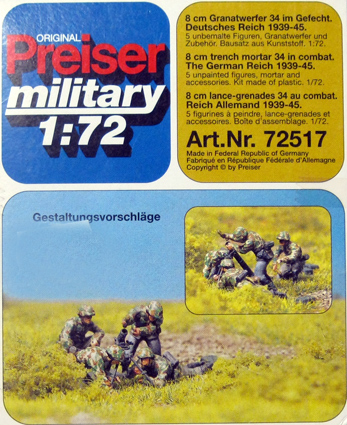 ORIGINAL
Preiser
military
1:72
8 cm Granatwerfer 34 im Gefecht.
Deutsches Reich 1939-45.
5 unbemalte Figuren, Granatwerfer und
Zubehör. Bausatz aus Kunststoff. 1:72.
8 cm trench mortar 34 in combat.
The German Reich 1939-45.
5 unpainted figures, mortar and
accessories. Kit made of plastic. 1/72.
8 cm lance-grenades 34 au combat.
Reich Allemand 1939-45.
5 figurines à peindre, lance-grenades et
accessoires. Boîte d'assemblage. 1/72.
Art.Nr. 72517
Made in Federal Republic of Germany
Fabriqué en République Fédérale d'Allemagne
Copyright © by Preiser
Gestaltungsvorschläge